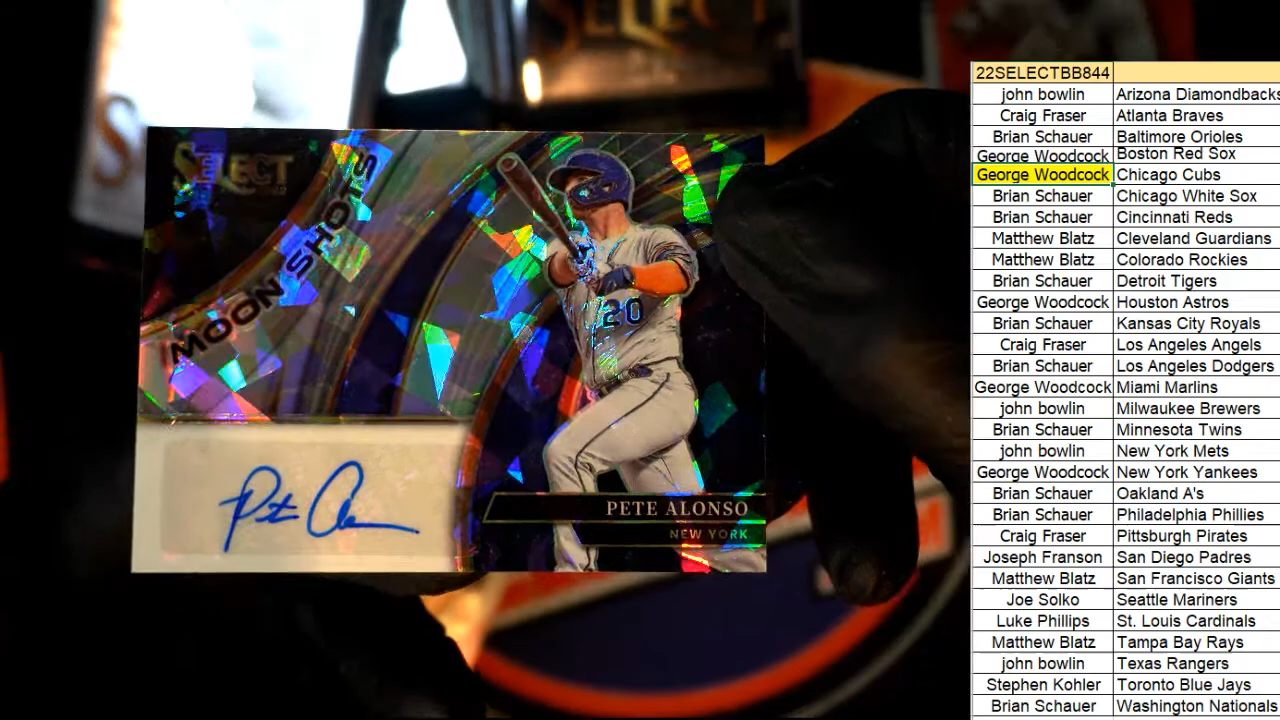 SELECT
SELECT
MOON SHOTS
20
Pete A
PETE ALONSO
NEW YORK
22SELECTBB844
john bowlin Arizona Diamondbacks
Craig Fraser Atlanta Braves
Brian Schauer Baltimore Orioles
George Woodcock Boston Red Sox
George Woodcock Chicago Cubs
Brian Schauer Chicago White Sox
Brian Schauer Cincinnati Reds
Matthew Blatz Cleveland Guardians
Matthew Blatz Colorado Rockies
Brian Schauer Detroit Tigers
George Woodcock Houston Astros
Brian Schauer Kansas City Royals
Craig Fraser Los Angeles Angels
Brian Schauer Los Angeles Dodgers
George Woodcock Miami Marlins
john bowlin Milwaukee Brewers
Brian Schauer Minnesota Twins
john bowlin New York Mets
George Woodcock New York Yankees
Brian Schauer Oakland A's
Brian Schauer Philadelphia Phillies
Craig Fraser Pittsburgh Pirates
Joseph Franson San Diego Padres
Matthew Blatz San Francisco Giants
Joe Solko Seattle Mariners
Luke Phillips St. Louis Cardinals
Matthew Blatz Tampa Bay Rays
john bowlin Texas Rangers
Stephen Kohler Toronto Blue Jays
Brian Schauer Washington Nationals